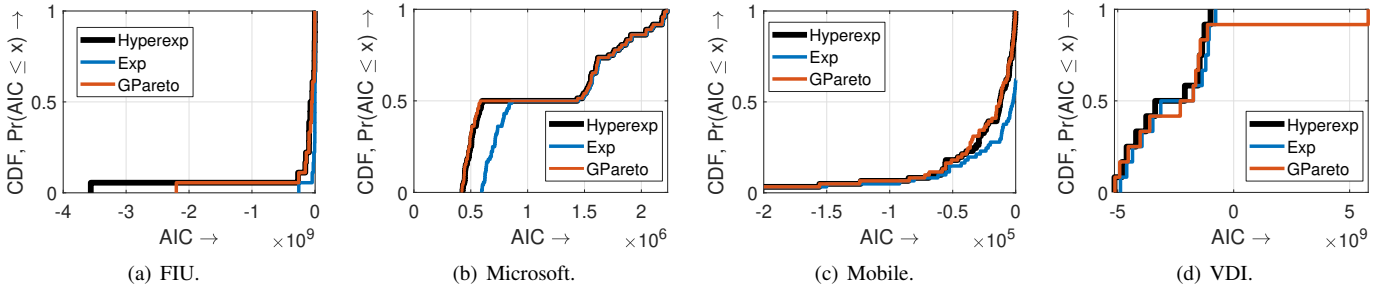 CDF, Pr(AIC ≤ x) →
1
0.5
0
Hyperexp
Exp
GPareto
-4 -3 -2 -1 0
AIC →
×10^9
(a) FIU.
CDF, Pr(AIC ≤ x) →
1
0.5
0
Hyperexp
Exp
GPareto
0 0.5 1 1.5 2
AIC →
×10^6
(b) Microsoft.
CDF, Pr(AIC ≤ x) →
1
0.5
0
Hyperexp
Exp
GPareto
-2 -1.5 -1 -0.5 0
AIC →
×10^5
(c) Mobile.
CDF, Pr(AIC ≤ x) →
1
0.5
0
Hyperexp
Exp
GPareto
-5 0 5
AIC →
×10^9
(d) VDI.